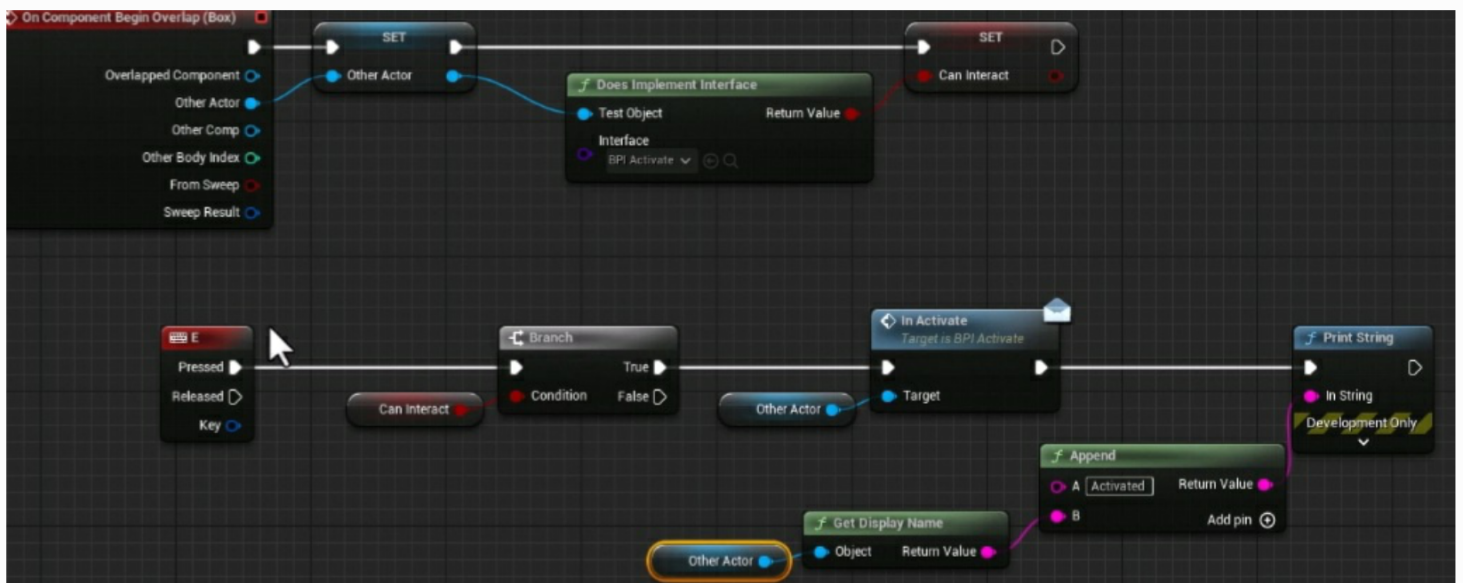 On Component Begin Overlap (Box)
Overlapped Component
Other Actor
Other Comp
Other Body Index
From Sweep
Sweep Result
SET
Other Actor
f Does Implement Interface
Test Object Return Value
Interface
BPI Activate
SET
Can Interact
E
Pressed
Released
Key
Can Interact
Branch
True
Condition False
Other Actor
In Activate
Target is BPI Activate
Target
f Print String
In String
Development Only
f Append
A Activated Return Value
B Add pin
f Get Display Name
Object Return Value
Other Actor